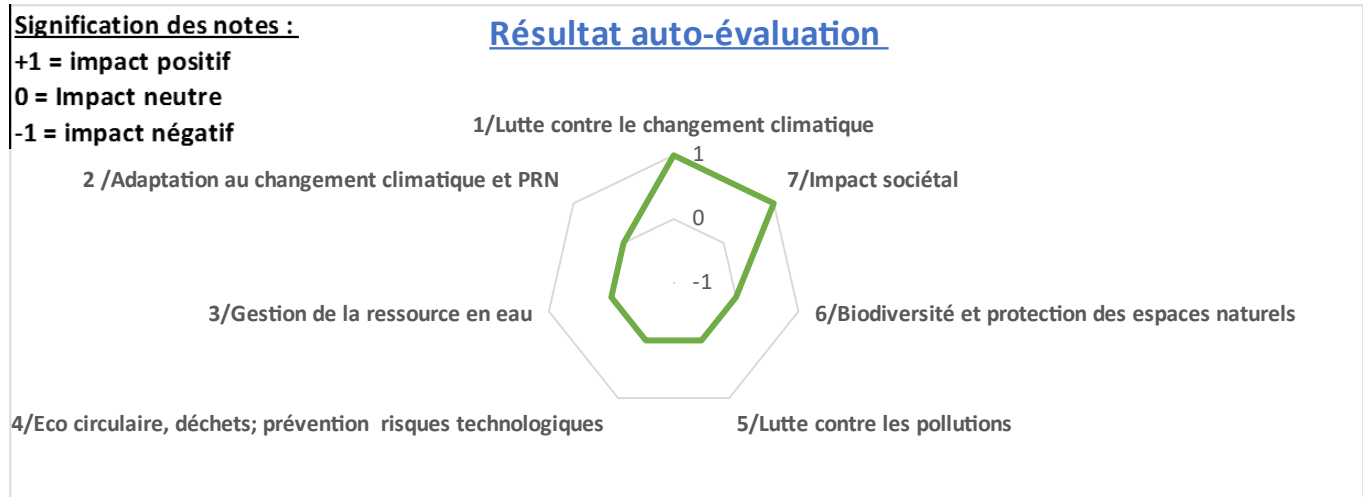 Signification des notes :
+1 = impact positif
0 = Impact neutre
-1 = impact négatif
Résultat auto-évaluation
1/Lutte contre le changement climatique
1
2 /Adaptation au changement climatique et PRN
7/Impact sociétal
0
-1
3/Gestion de la ressource en eau
6/Biodiversité et protection des espaces naturels
4/Eco circulaire, déchets; prévention  risques technologiques
5/Lutte contre les pollutions